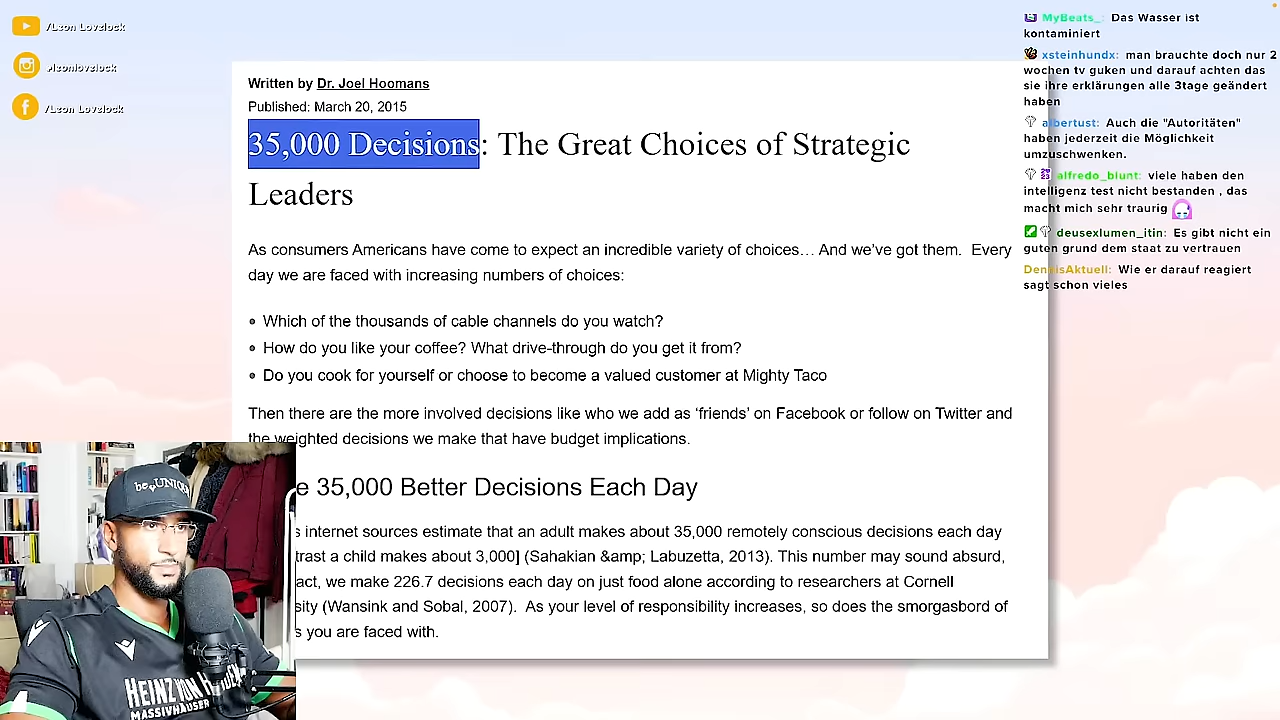 /Leon Lovelock
/leonlovelock
/Leon Lovelock
Written by Dr. Joel Hoomans
Published: March 20, 2015
35,000 Decisions: The Great Choices of Strategic
Leaders
As consumers Americans have come to expect an incredible variety of choices… And we've got them.  Every
day we are faced with increasing numbers of choices:
Which of the thousands of cable channels do you watch?
How do you like your coffee? What drive-through do you get it from?
Do you cook for yourself or choose to become a valued customer at Mighty Taco
Then there are the more involved decisions like who we add as 'friends' on Facebook or follow on Twitter and
the weighted decisions we make that have budget implications.
e 35,000 Better Decisions Each Day
s internet sources estimate that an adult makes about 35,000 remotely conscious decisions each day
trast a child makes about 3,000] (Sahakian &amp; Labuzetta, 2013). This number may sound absurd,
act, we make 226.7 decisions each day on just food alone according to researchers at Cornell
sity (Wansink and Sobal, 2007).  As your level of responsibility increases, so does the smorgasbord of
s you are faced with.
MyBeats_: Das Wasser ist
kontaminiert
xsteinhundx: man brauchte doch nur 2
wochen tv guken und darauf achten das
sie ihre erklärungen alle 3tage geändert
haben
albertust: Auch die "Autoritäten"
haben jederzeit die Möglichkeit
umzuschwenken.
alfredo_blunt: viele haben den
intelligenz test nicht bestanden , das
macht mich sehr traurig
deusexlumen_itin: Es gibt nicht ein
guten grund dem staat zu vertrauen
DennisAktuell: Wie er darauf reagiert
sagt schon vieles
HEINZ VON
MASSIVHÄUSER